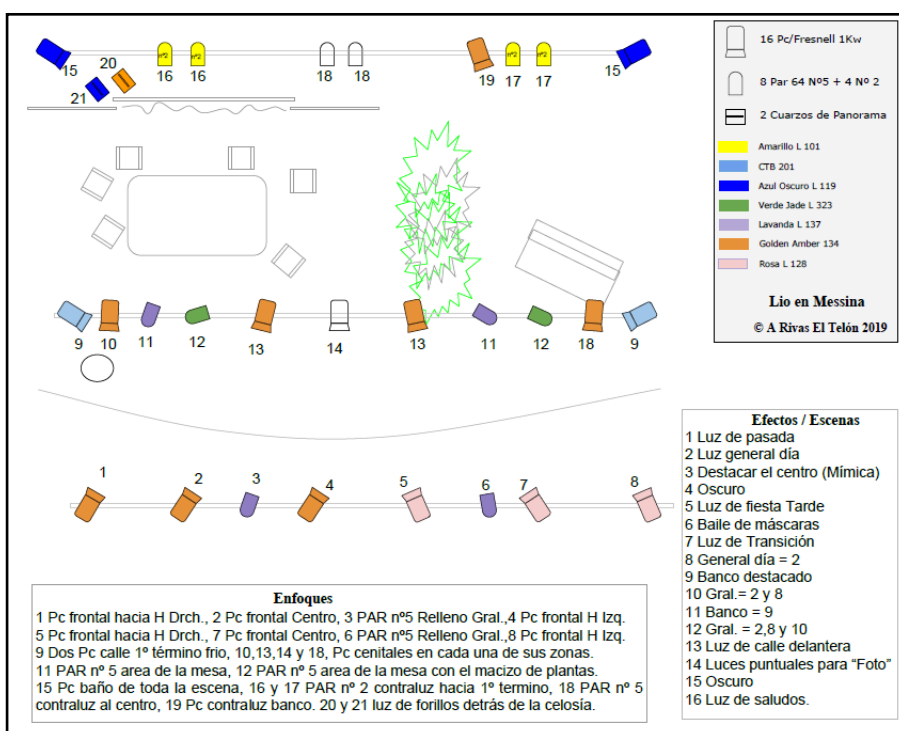 nº2
nº2
nº2
nº2
15
20
21
16
16
18
18
19
17
17
15
9
10
11
12
13
14
13
11
12
18
9
1
2
3
4
5
6
7
8
16 Pc/Fresnell 1Kw
8 Par 64 Nº5 + 4 Nº 2
2 Cuarzos de Panorama
Amarillo L 101
CTB 201
Azul Oscuro L 119
Verde Jade L 323
Lavanda L 137
Golden Amber 134
Rosa L 128
Lio en Messina
© A Rivas El Telón 2019
Efectos / Escenas
1 Luz de pasada
2 Luz general día
3 Destacar el centro (Mímica)
4 Oscuro
5 Luz de fiesta Tarde
6 Baile de máscaras
7 Luz de Transición
8 General día = 2
9 Banco destacado
10 Gral.= 2 y 8
11 Banco = 9
12 Gral. = 2,8 y 10
13 Luz de calle delantera
14 Luces puntuales para “Foto”
15 Oscuro
16 Luz de saludos.
Enfoques
1 Pc frontal hacia H Drch., 2 Pc frontal Centro, 3 PAR nº5 Relleno Gral.,4 Pc frontal H Izq.
5 Pc frontal hacia H Drch., 7 Pc frontal Centro, 6 PAR nº5 Relleno Gral.,8 Pc frontal H Izq.
9 Dos Pc calle 1º término frio, 10,13,14 y 18, Pc cenitales en cada una de sus zonas.
11 PAR nº 5 area de la mesa, 12 PAR nº 5 area de la mesa con el macizo de plantas.
15 Pc baño de toda la escena, 16 y 17 PAR nº 2 contraluz hacia 1º termino, 18 PAR nº 5
contraluz al centro, 19 Pc contraluz banco. 20 y 21 luz de forillos detrás de la celosía.